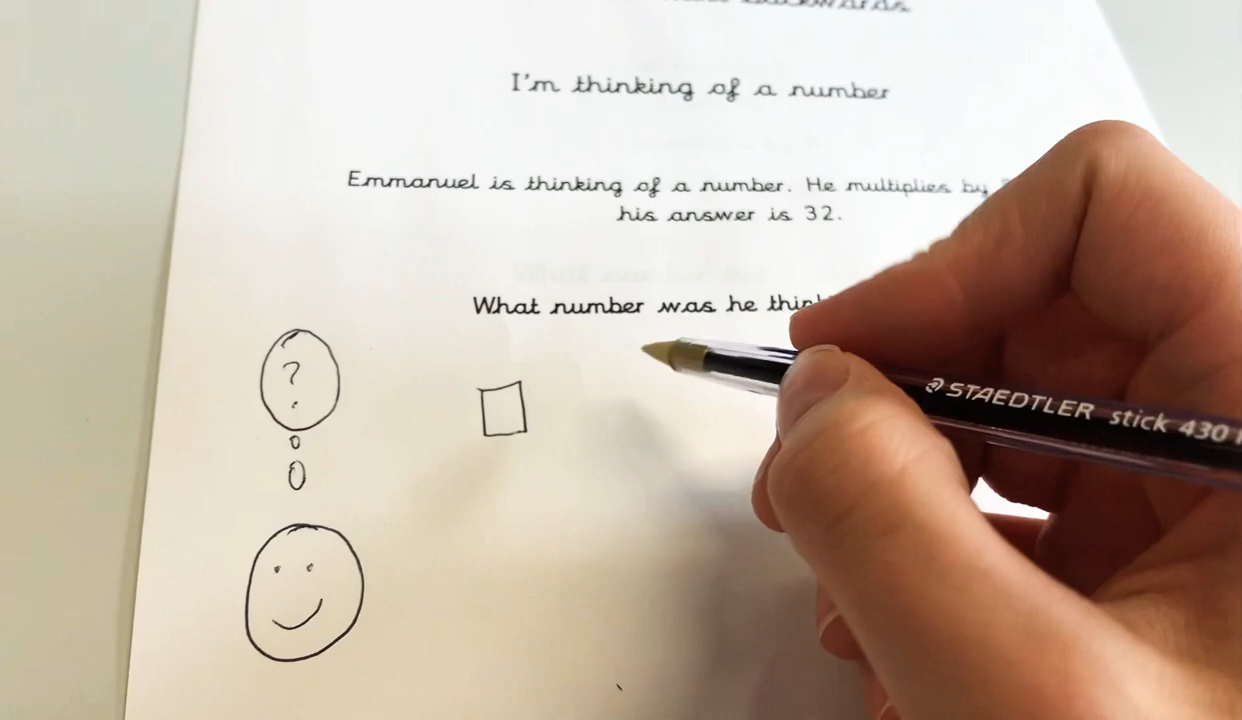 backwards.
I'm thinking of a number
Emmanuel is thinking of a number. He multiplies by
his answer is 32.
What number was he
?
STAEDTLER stick 430